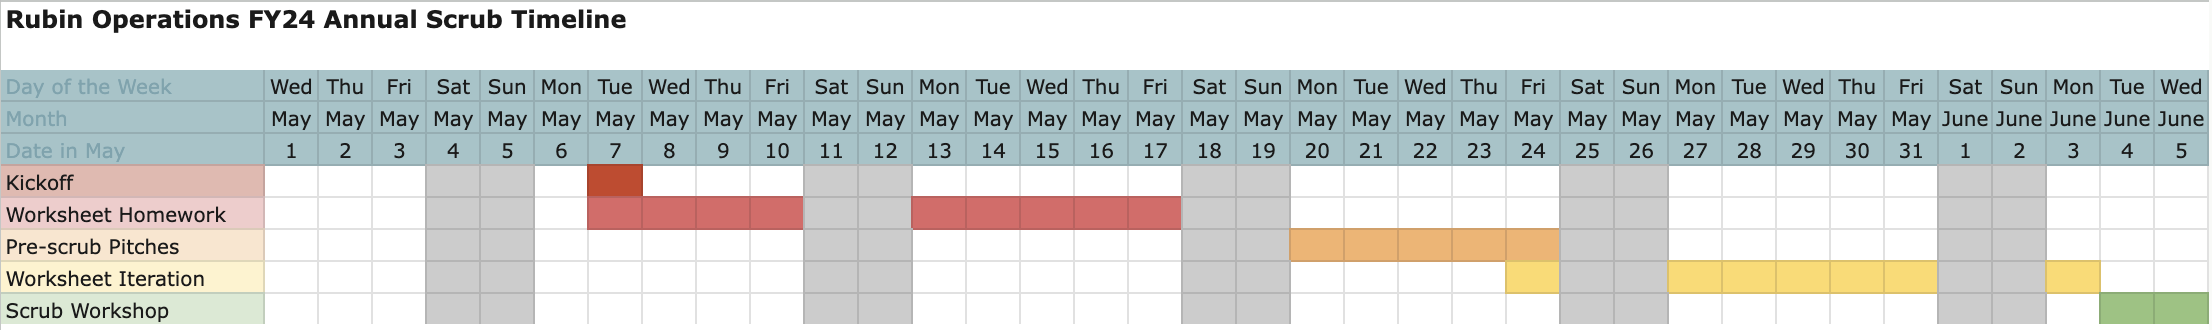 Rubin Operations FY24 Annual Scrub Timeline
Day of the Week Wed Thu Fri Sat Sun Mon Tue Wed Thu Fri Sat Sun Mon Tue Wed Thu Fri Sat Sun Mon Tue Wed Thu Fri Sat Sun Mon Tue Wed Thu Fri Sat Sun Mon Tue Wed
Month May May May May May May May May May May May May May May May May May May May May May May May May May May May May May May May June June June June June
Date in May 1 2 3 4 5 6 7 8 9 10 11 12 13 14 15 16 17 18 19 20 21 22 23 24 25 26 27 28 29 30 31 1 2 3 4 5
Kickoff
Worksheet Homework
Pre-scrub Pitches
Worksheet Iteration
Scrub Workshop